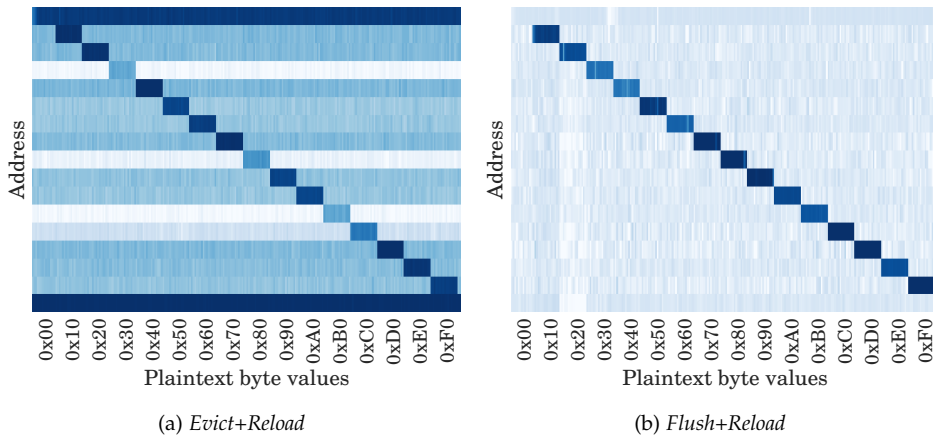 Address
0x00
0x10
0x20
0x30
0x40
0x50
0x60
0x70
0x80
0x90
0xA0
0xB0
0xC0
0xD0
0xE0
0xF0
Plaintext byte values
(a) Evict+Reload
Address
0x00
0x10
0x20
0x30
0x40
0x50
0x60
0x70
0x80
0x90
0xA0
0xB0
0xC0
0xD0
0xE0
0xF0
Plaintext byte values
(b) Flush+Reload